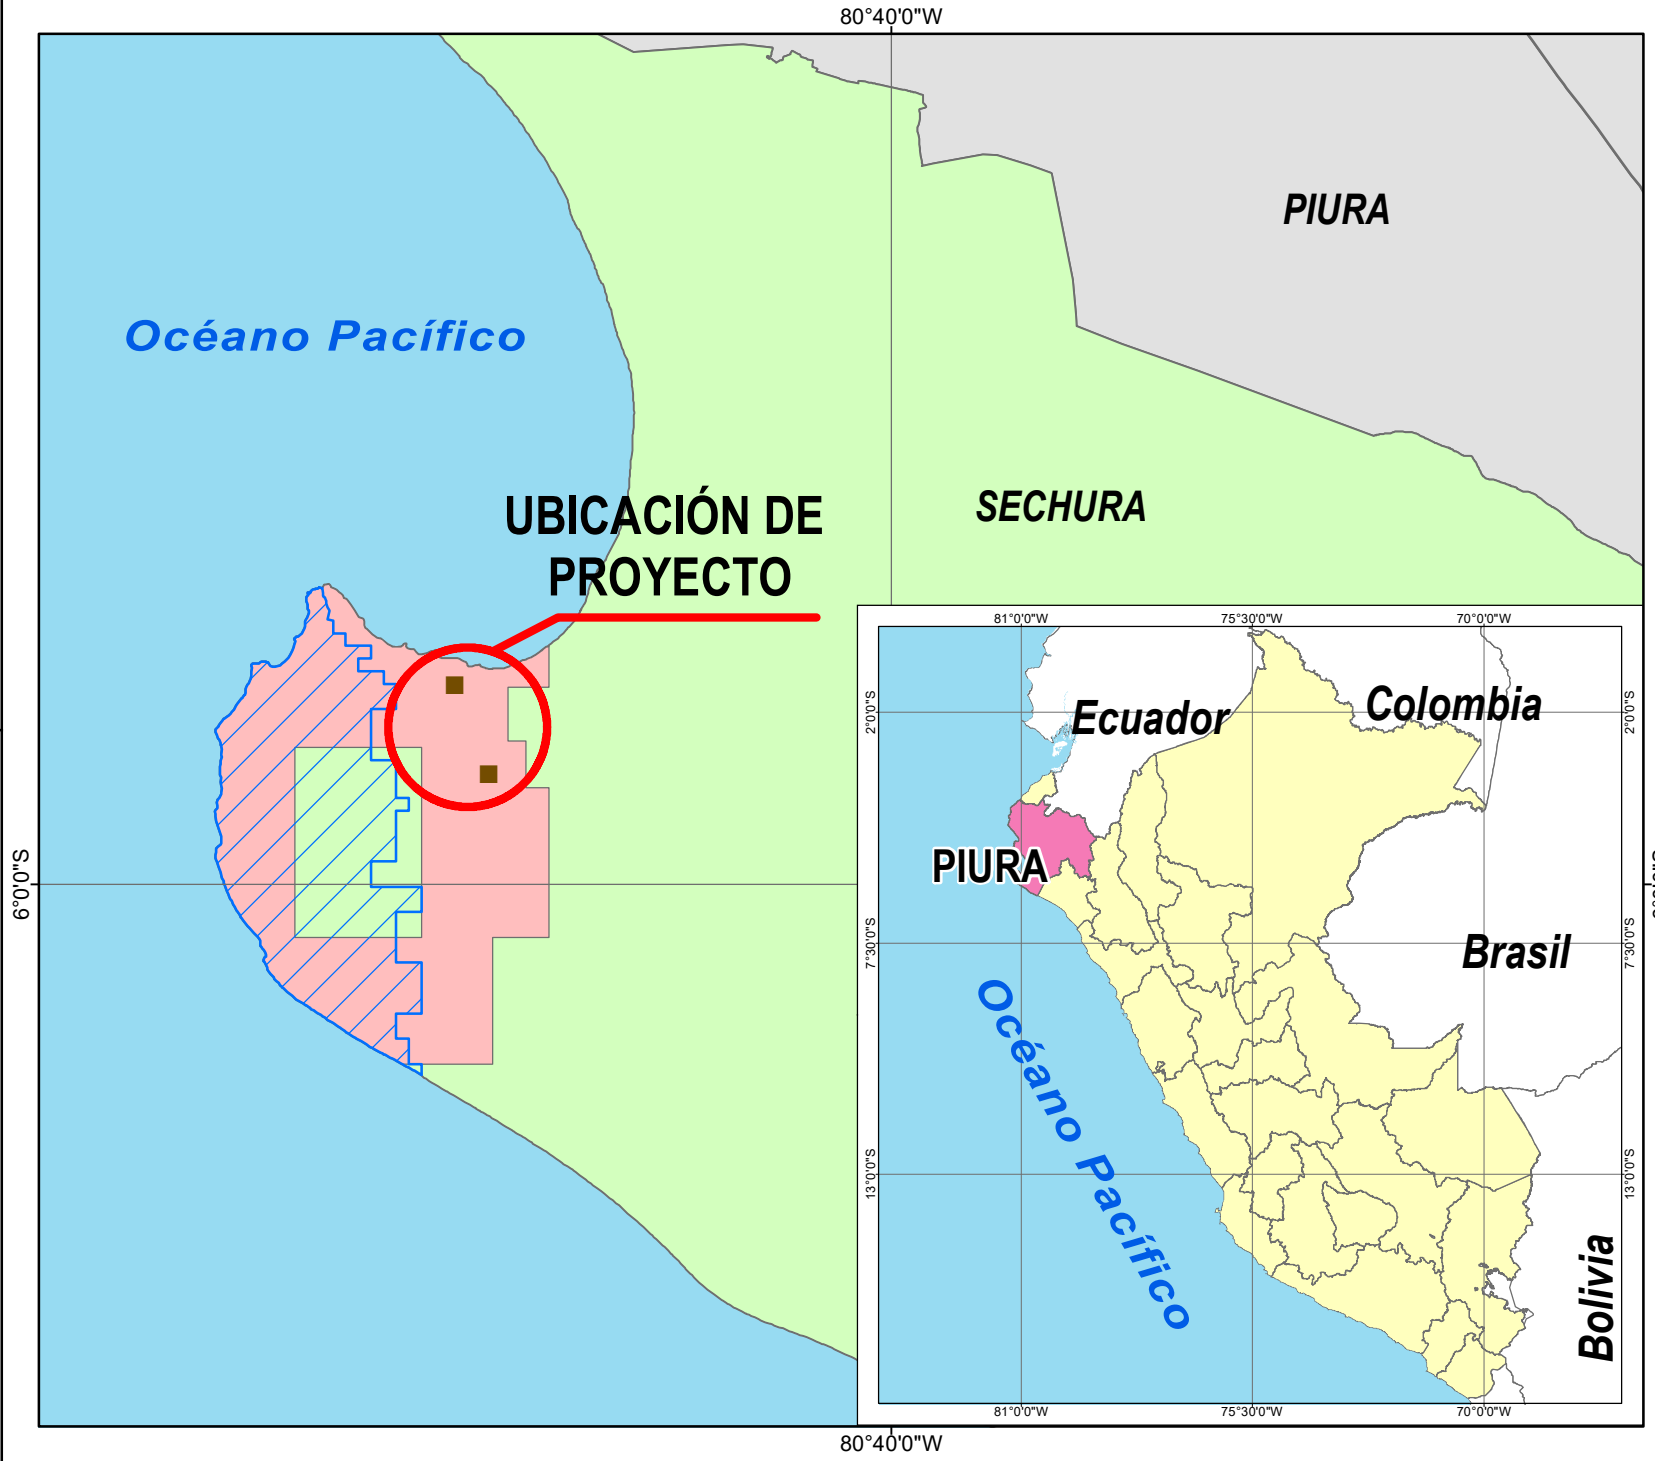 80°40'0"W
PIURA
Océano Pacífico
UBICACIÓN DE
PROYECTO
SECHURA
6°0'0"S
81°0'0"W
75°30'0"W
70°0'0"W
2°0'0"S
2°0'0"S
Ecuador
Colombia
PIURA
7°30'0"S
7°30'0"S
Brasil
Océano Pacífico
13°0'0"S
13°0'0"S
Bolivia
81°0'0"W
75°30'0"W
70°0'0"W
80°40'0"W